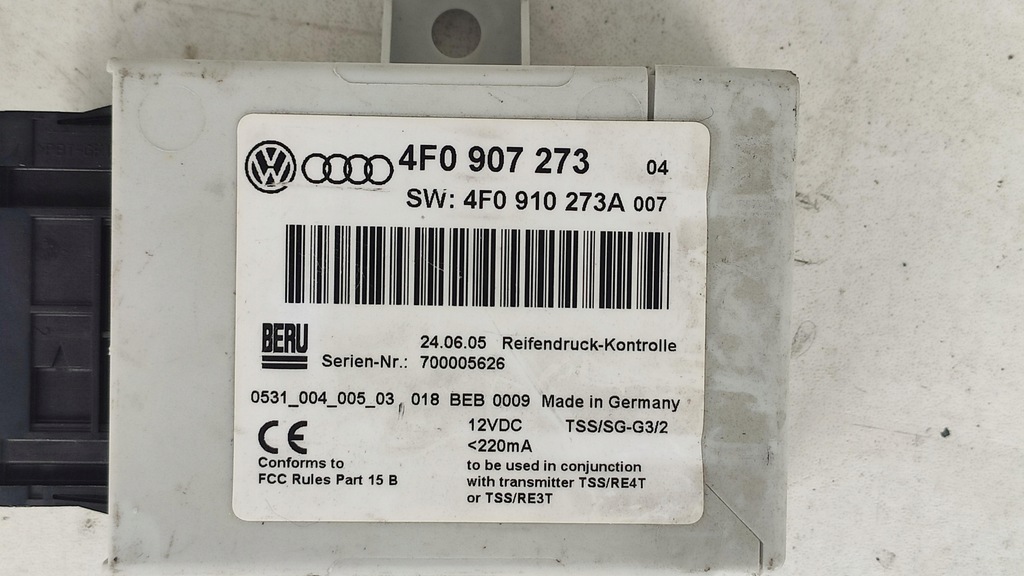 4F0 907 273 04
SW: 4F0 910 273A 007
BERU
24.06.05 Reifendruck-Kontrolle
Serien-Nr.: 700005626
0531_004_005_03 018 BEB 0009 Made in Germany
CE
12VDC TSS/SG-G3/2
<220mA
Conforms to
FCC Rules Part 15 B
to be used in conjunction
with transmitter TSS/RE4T
or TSS/RE3T